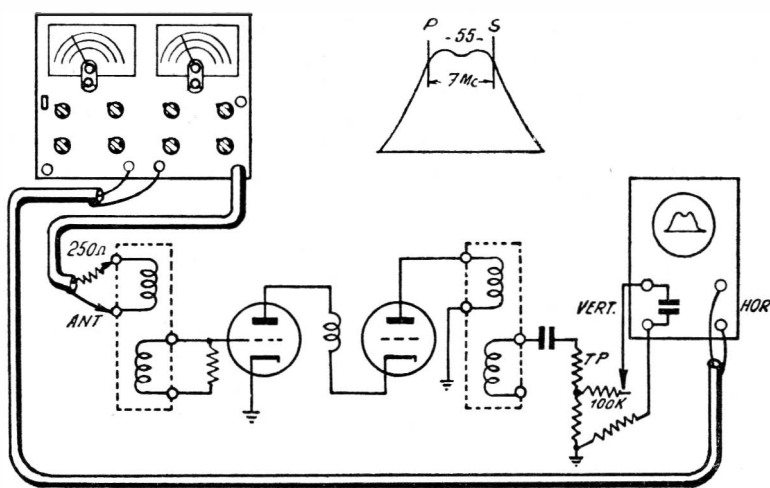 P -55- S
7Mc
250Ω
ANT
VERT.
HOR
TP
100K